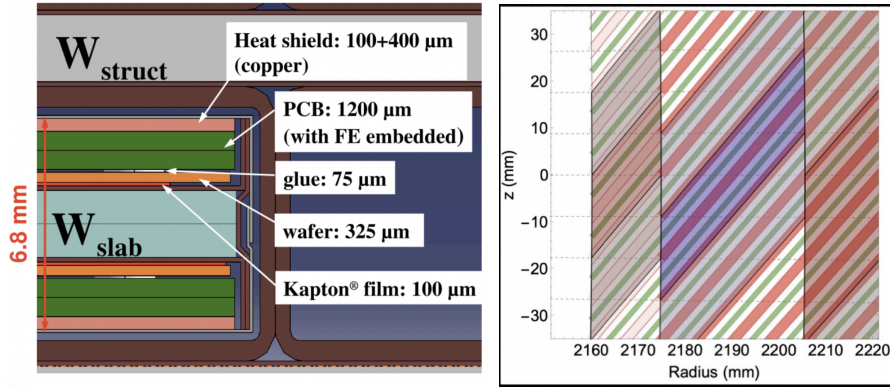 W struct
Heat shield: 100+400 μm
(copper)
PCB: 1200 μm
(with FE embedded)
glue: 75 μm
wafer: 325 μm
W slab
Kapton® film: 100 μm
6.8 mm
z (mm)
30
20
10
0
−10
−20
−30
2160 2170 2180 2190 2200 2210 2220
Radius (mm)